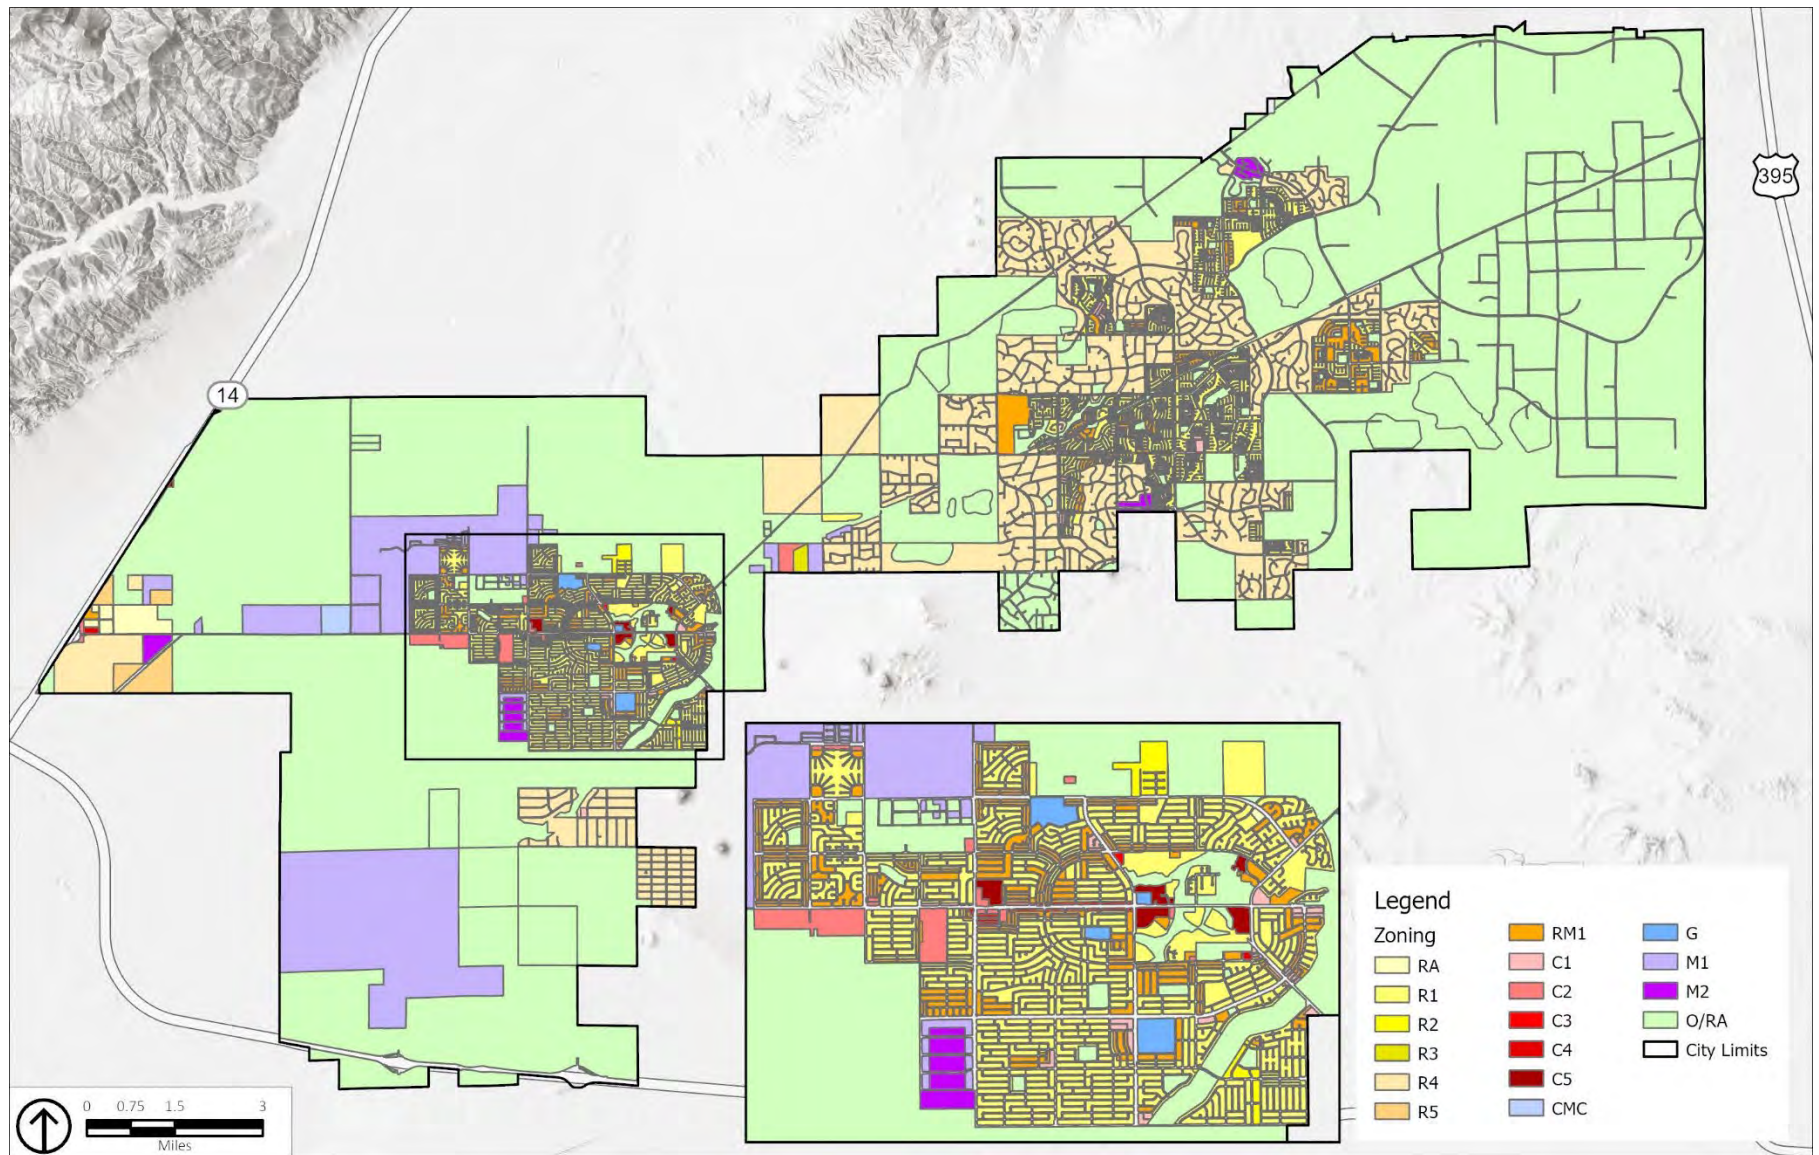 395
14
Legend
Zoning
RA
R1
R2
R3
R4
R5
RM1
C1
C2
C3
C4
C5
CMC
G
M1
M2
O/RA
City Limits
0 0.75 1.5 3
Miles